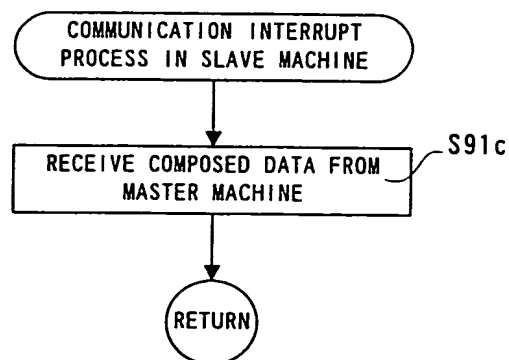 COMMUNICATION INTERRUPT
PROCESS IN SLAVE MACHINE
RECEIVE COMPOSED DATA FROM
MASTER MACHINE
S91c
RETURN